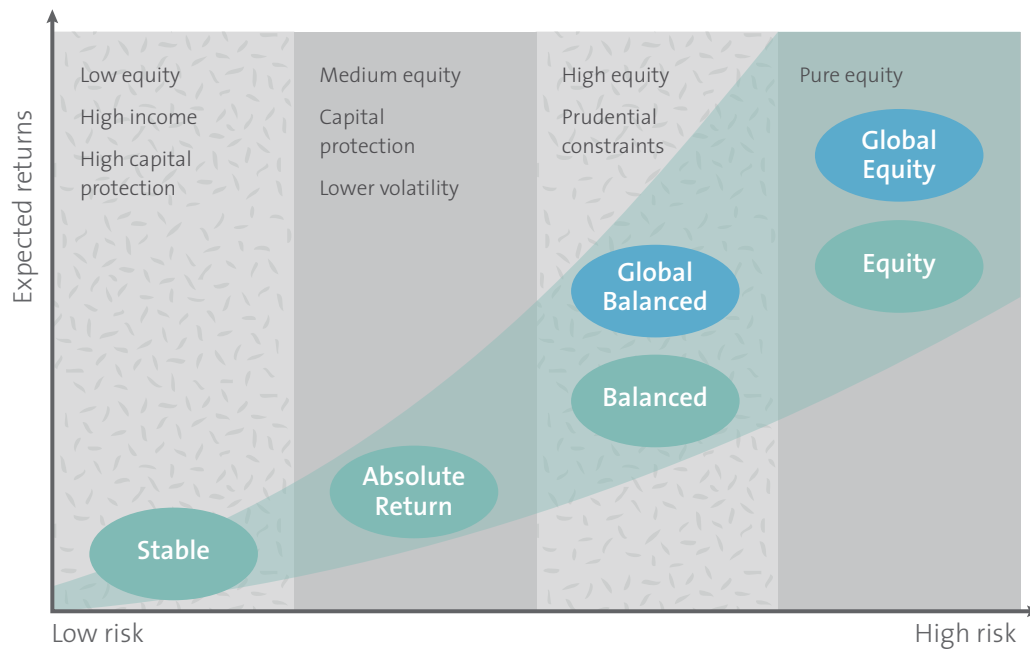 Expected returns
Low equity
High income
High capital
protection
Medium equity
Capital
protection
Lower volatility
High equity
Prudential
constraints
Pure equity
Global
Equity
Equity
Global
Balanced
Balanced
Absolute
Return
Stable
Low risk
High risk